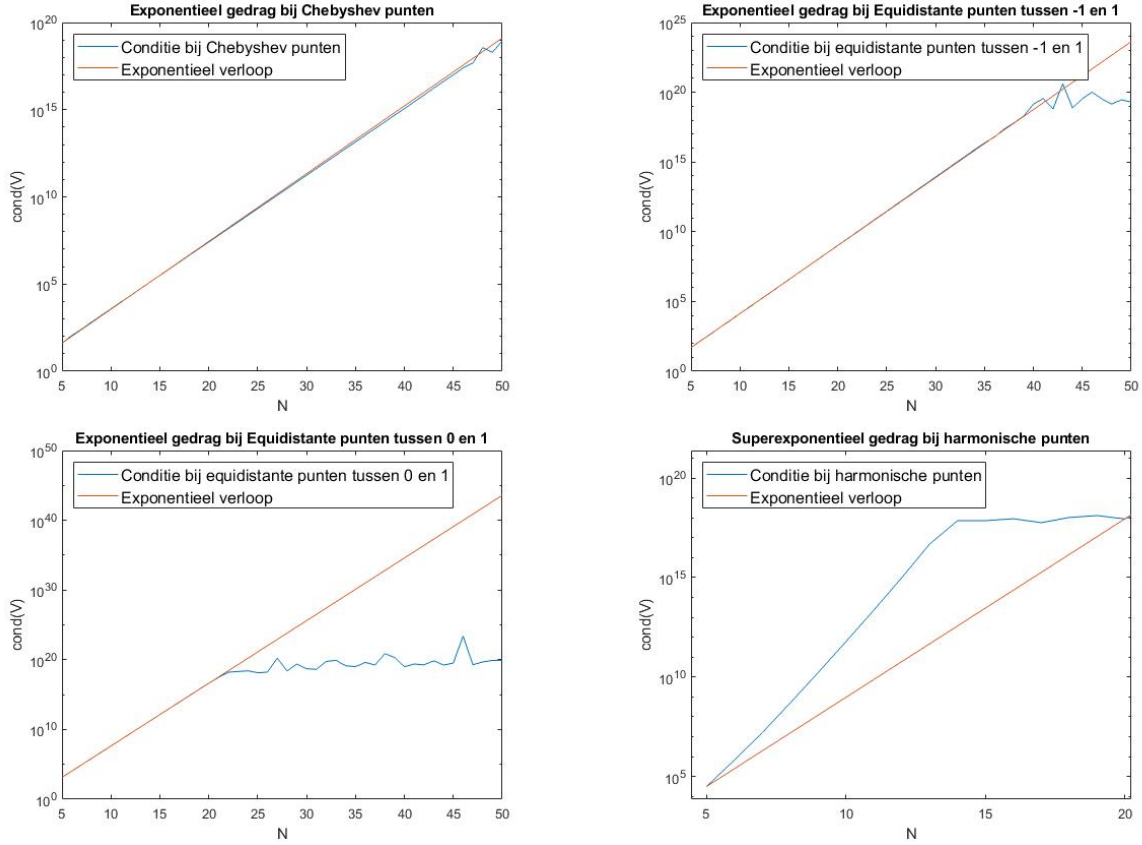 Exponentieel gedrag bij Chebyshev punten
10^20
10^15
10^10
10^5
10^0
cond(V)
Conditie bij Chebyshev punten
Exponentieel verloop
5 10 15 20 25 30 35 40 45 50
N
Exponentieel gedrag bij Equidistante punten tussen -1 en 1
10^25
10^20
10^15
10^10
10^5
10^0
cond(V)
Conditie bij equidistante punten tussen -1 en 1
Exponentieel verloop
5 10 15 20 25 30 35 40 45 50
N
Exponentieel gedrag bij Equidistante punten tussen 0 en 1
10^50
10^40
10^30
10^20
10^10
10^0
cond(V)
Conditie bij equidistante punten tussen 0 en 1
Exponentieel verloop
5 10 15 20 25 30 35 40 45 50
N
Superexponentieel gedrag bij harmonische punten
10^20
10^15
10^10
10^5
cond(V)
Conditie bij harmonische punten
Exponentieel verloop
5 10 15 20
N